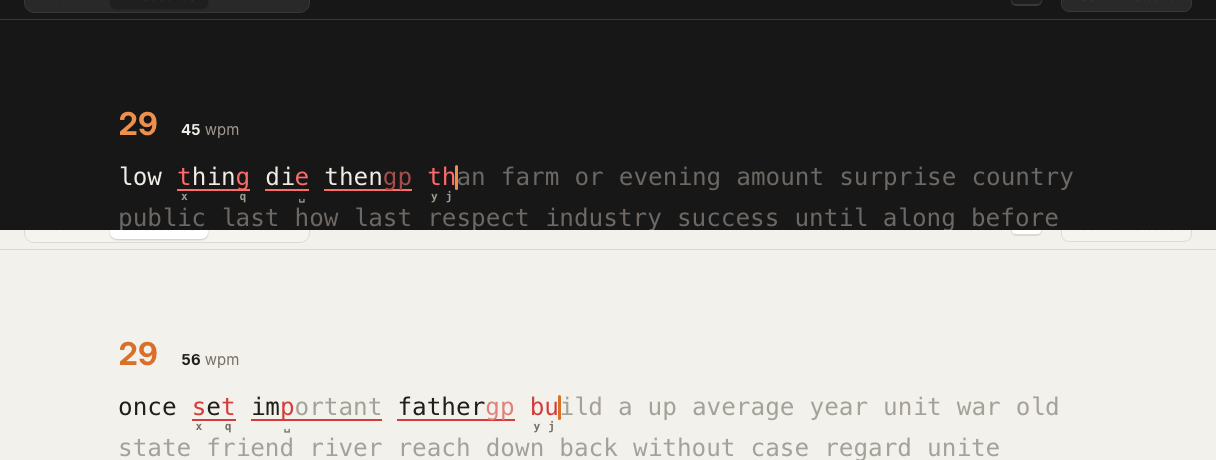 29 45 wpm
low thing die thengp than farm or evening amount surprise country
x q ␣ y j
public last how last respect industry success until along before
29 56 wpm
once set important fathergp build a up average year unit war old
x q ␣ y j
state friend river reach down back without case regard unite